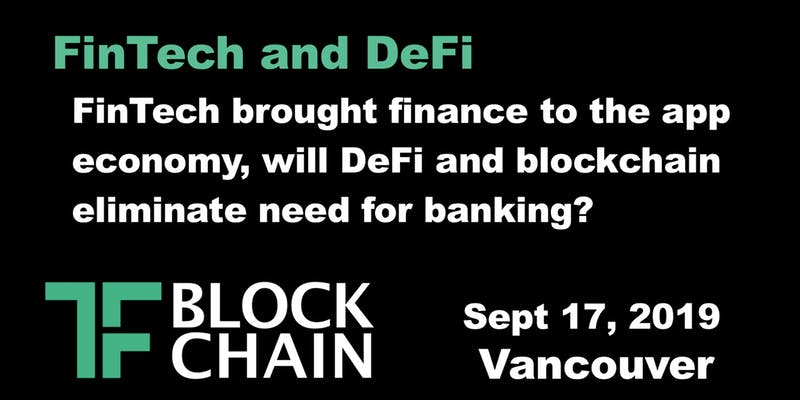 FinTech and DeFi
FinTech brought finance to the app
economy, will DeFi and blockchain
eliminate need for banking?
TF BLOCK
CHAIN
Sept 17, 2019
Vancouver